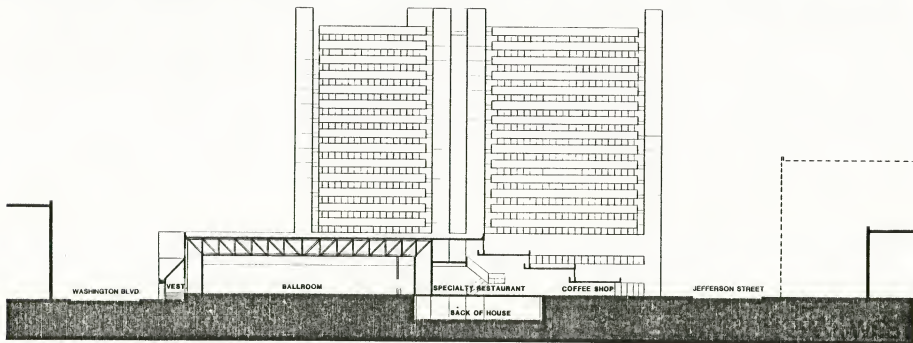 WASHINGTON BLVD
VEST.
BALLROOM
SPECIALTY RESTAURANT
COFFEE SHOP
JEFFERSON STREET
BACK OF HOUSE